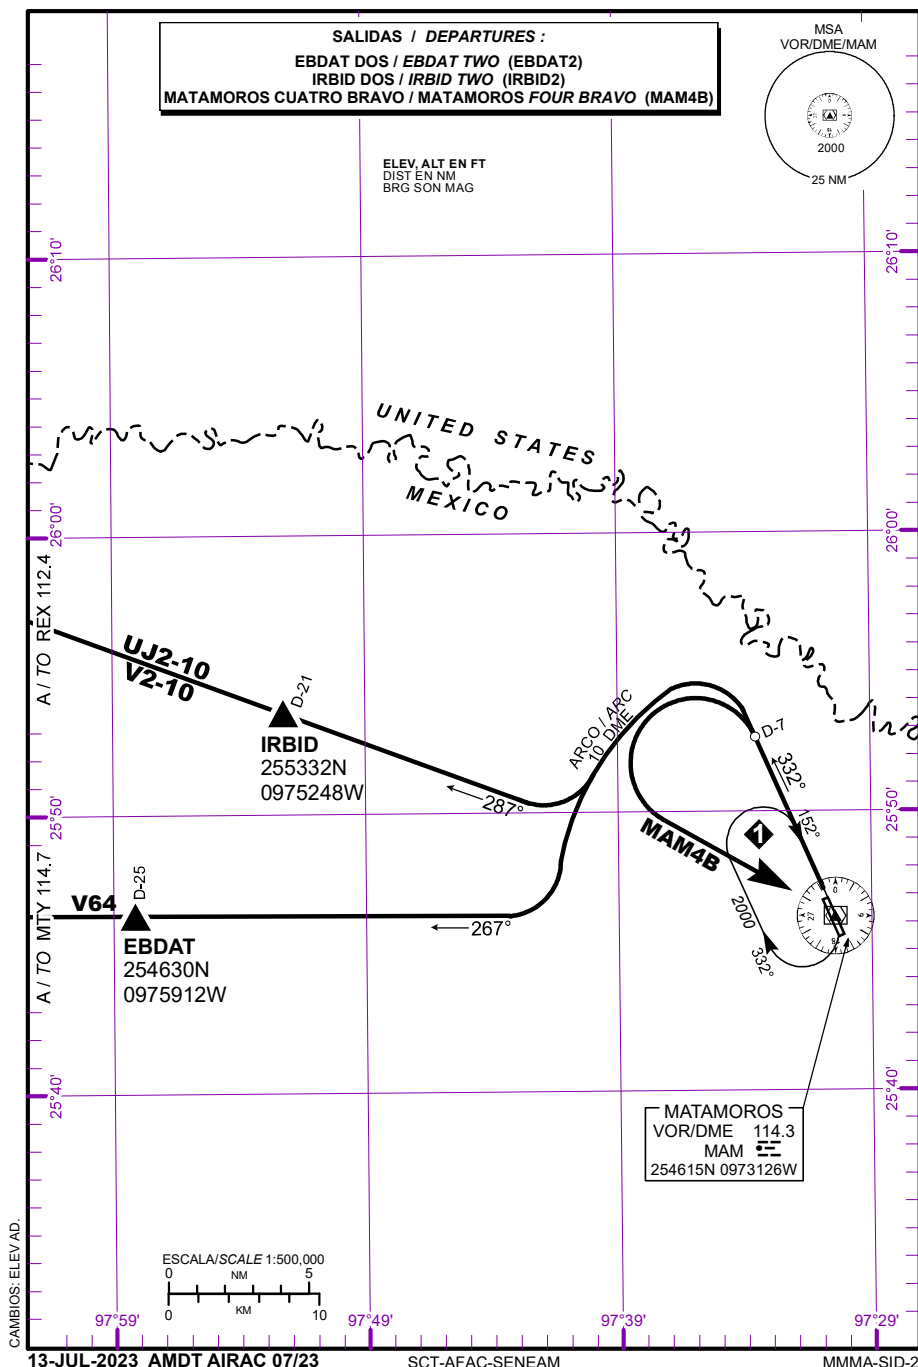 SALIDAS / DEPARTURES :
EBDAT DOS / EBDAT TWO (EBDAT2)
IRBID DOS / IRBID TWO (IRBID2)
MATAMOROS CUATRO BRAVO / MATAMOROS FOUR BRAVO (MAM4B)
MSA
VOR/DME/MAM
0
2000
25 NM
ELEV, ALT EN FT
DIST EN NM
BRG SON MAG
26°10'
26°10'
UNITED STATES
MEXICO
26°00'
26°00'
A / TO REX 112.4
UJ2-10
V2-10
D-21
IRBID
255332N
0975248W
ARCO / ARC
10 DME
D-7
332°
152°
287°
25°50'
25°50'
MAM4B
1
A / TO MTY 114.7
V64
D-25
EBDAT
254630N
0975912W
267°
2000
332°
0
9
18
27
25°40'
25°40'
MATAMOROS
VOR/DME 114.3
MAM
254615N 0973126W
CAMBIOS: ELEV AD.
ESCALA/SCALE 1:500,000
0 NM 5
0 KM 10
97°59'
97°49'
97°39'
97°29'
13-JUL-2023 AMDT AIRAC 07/23
SCT-AFAC-SENEAM
MMMA-SID-2